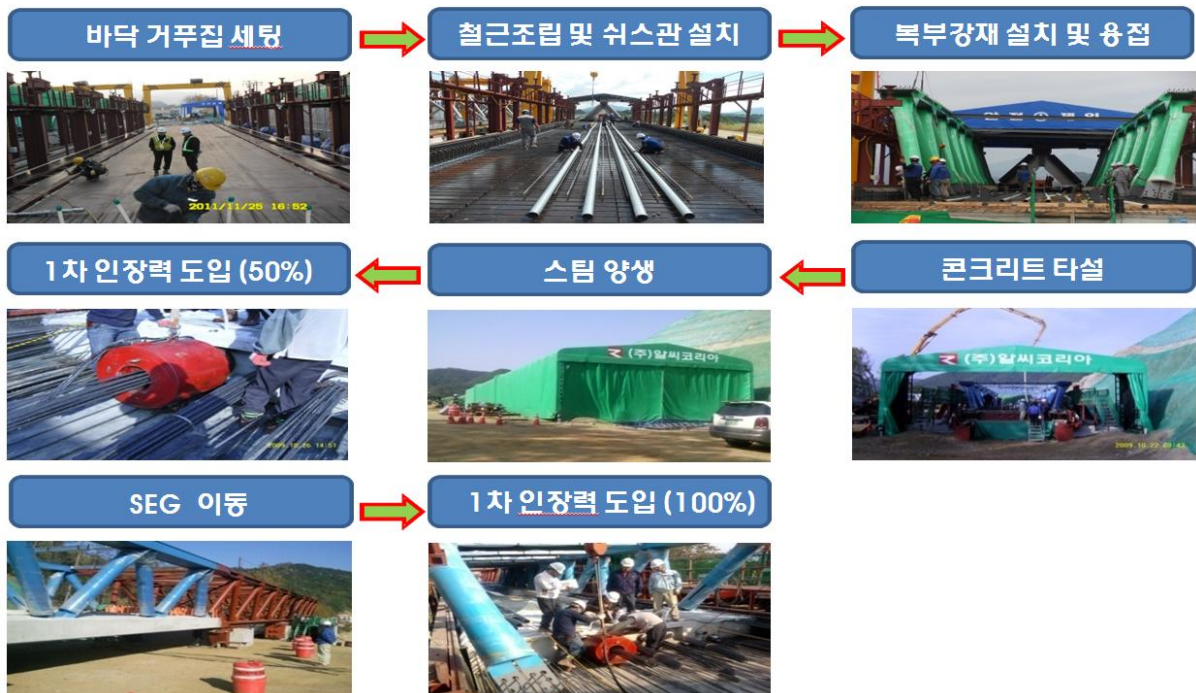 바닥 거푸집 세팅
철근조립 및 쉬스관 설치
복부강재 설치 및 용접
2011/11/25 16:52
1차 인장력 도입 (50%)
스팀 양생
콘크리트 타설
(주)알씨코리아
(주)알씨코리아
2009.10.22
SEG 이동
1차 인장력 도입 (100%)